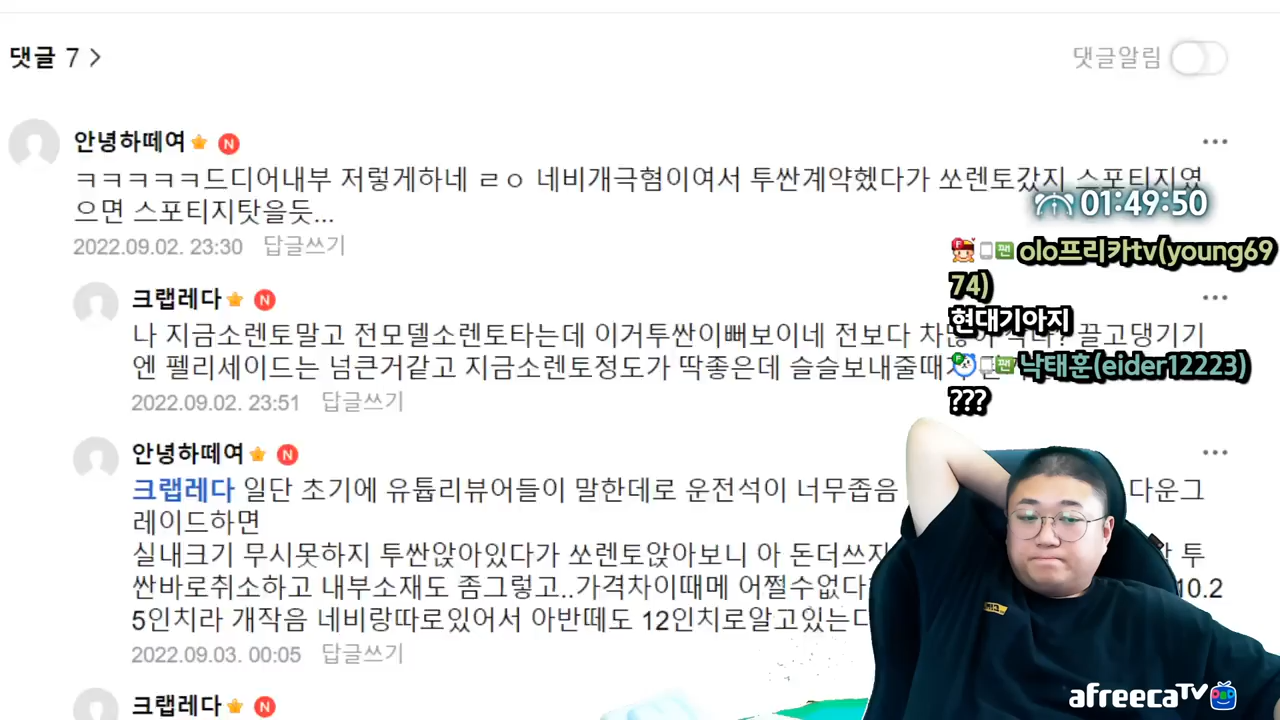 댓글 7 >
댓글알림
안녕하떼여 N
ㅋㅋㅋㅋㅋ드디어내부 저렇게하네 ㄹㅇ 네비개극혐이여서 투싼계약헸다가 쏘렌토갔지 스포티지였
으면 스포티지탓을듯...
2022.09.02. 23:30 답글쓰기
01:49:50
olo프리카tv(young69
74)
현대기아지
낙태훈(eider12223)
???
크랩레다 N
나 지금소렌토말고 전모델소렌토타는데 이거투싼이뻐보이네 전보다 끌고댕기기
엔 펠리세이드는 넘큰거같고 지금소렌토정도가 딱좋은데 슬슬보내줄때
2022.09.02. 23:51 답글쓰기
안녕하떼여 N
크랩레다 일단 초기에 유튭리뷰어들이 말한데로 운전석이 너무좁음 다운그
레이드하면
실내크기 무시못하지 투싼앉아있다가 쏘렌토앉아보니 아 돈더쓰자 투
싼바로취소하고 내부소재도 좀그렇고..가격차이때메 어쩔수없다 10.2
5인치라 개작음 네비랑따로있어서 아반떼도 12인치로알고있는디
2022.09.03. 00:05 답글쓰기
크랩레다 N
afreecaTV